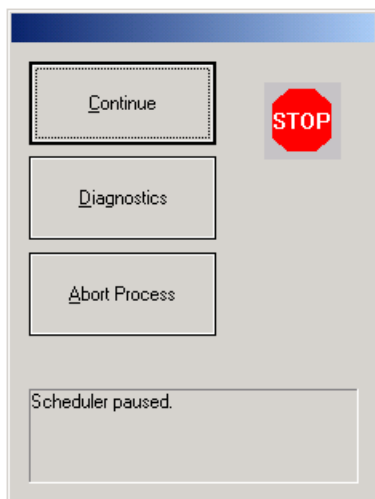 Continue
STOP
Diagnostics
Abort Process
Scheduler paused.